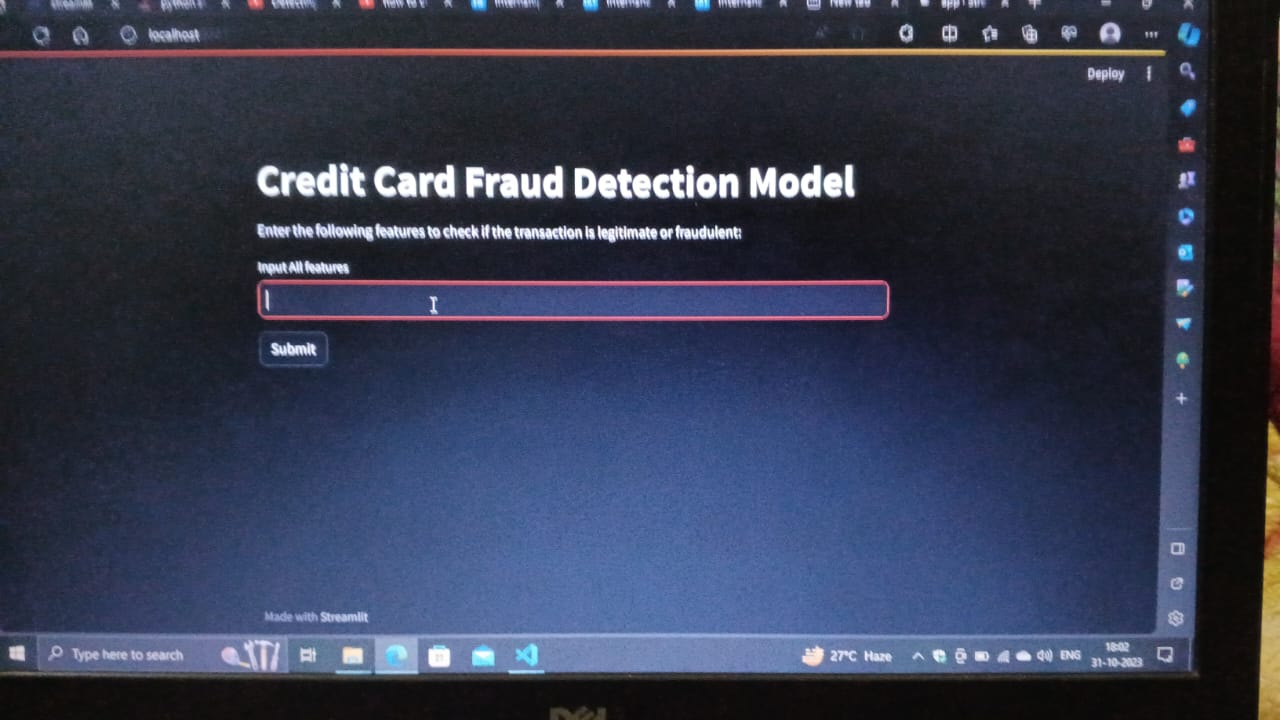 localhost
Deploy
Credit Card Fraud Detection Model
Enter the following features to check if the transaction is legitimate or fraudulent:
Input All features
Submit
Made with Streamlit
Type here to search
27°C Haze
ENG
18:02
31-10-2023
DELL